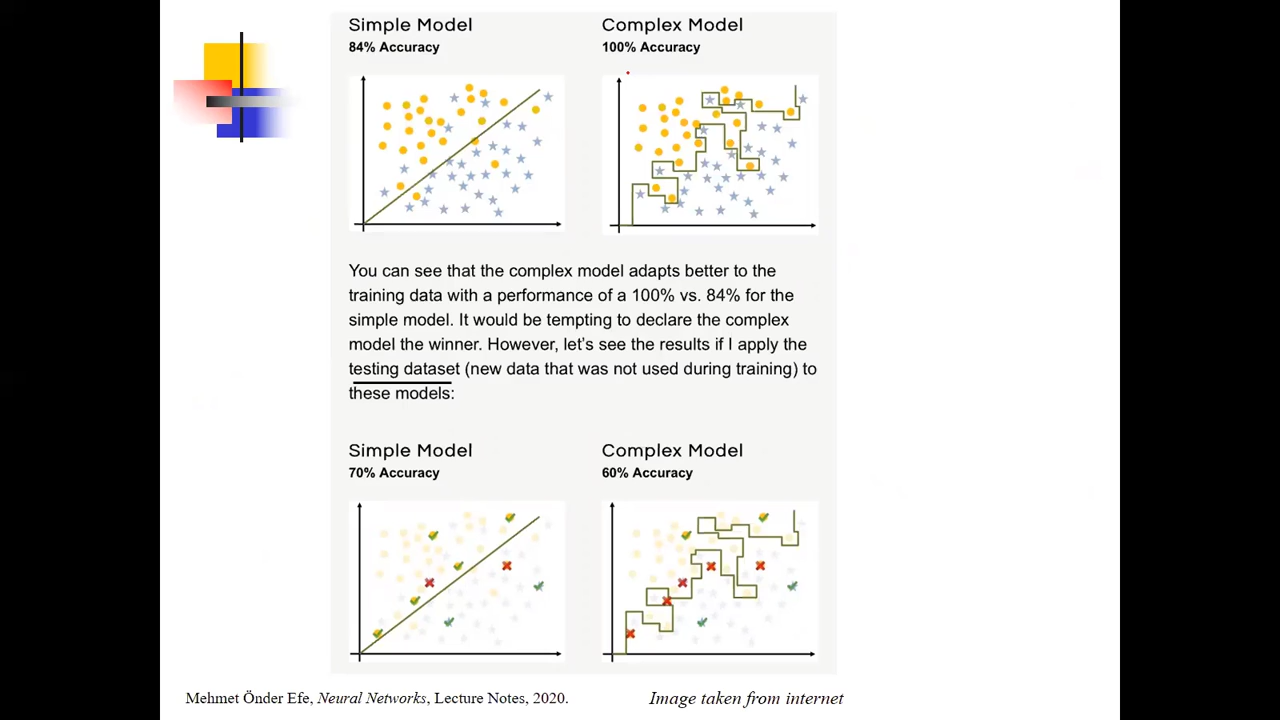 Simple Model
84% Accuracy
Complex Model
100% Accuracy
You can see that the complex model adapts better to the
training data with a performance of a 100% vs. 84% for the
simple model. It would be tempting to declare the complex
model the winner. However, let's see the results if I apply the
testing dataset (new data that was not used during training) to
these models:
Simple Model
70% Accuracy
Complex Model
60% Accuracy
Mehmet Önder Efe, Neural Networks, Lecture Notes, 2020.
Image taken from internet